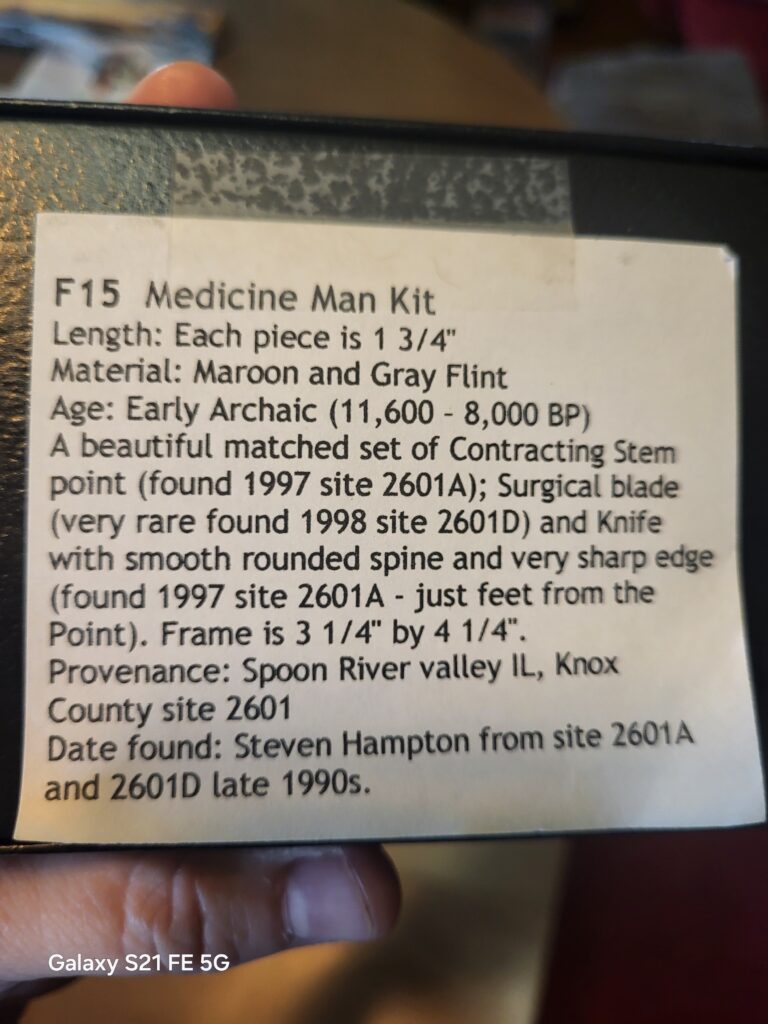 F15 Medicine Man Kit
Length: Each piece is 1 3/4"
Material: Maroon and Gray Flint
Age: Early Archaic (11,600 - 8,000 BP)
A beautiful matched set of Contracting Stem
point (found 1997 site 2601A); Surgical blade
(very rare found 1998 site 2601D) and Knife
with smooth rounded spine and very sharp edge
(found 1997 site 2601A - just feet from the
Point). Frame is 3 1/4" by 4 1/4".
Provenance: Spoon River valley IL, Knox
County site 2601
Date found: Steven Hampton from site 2601A
and 2601D late 1990s.
Galaxy S21 FE 5G